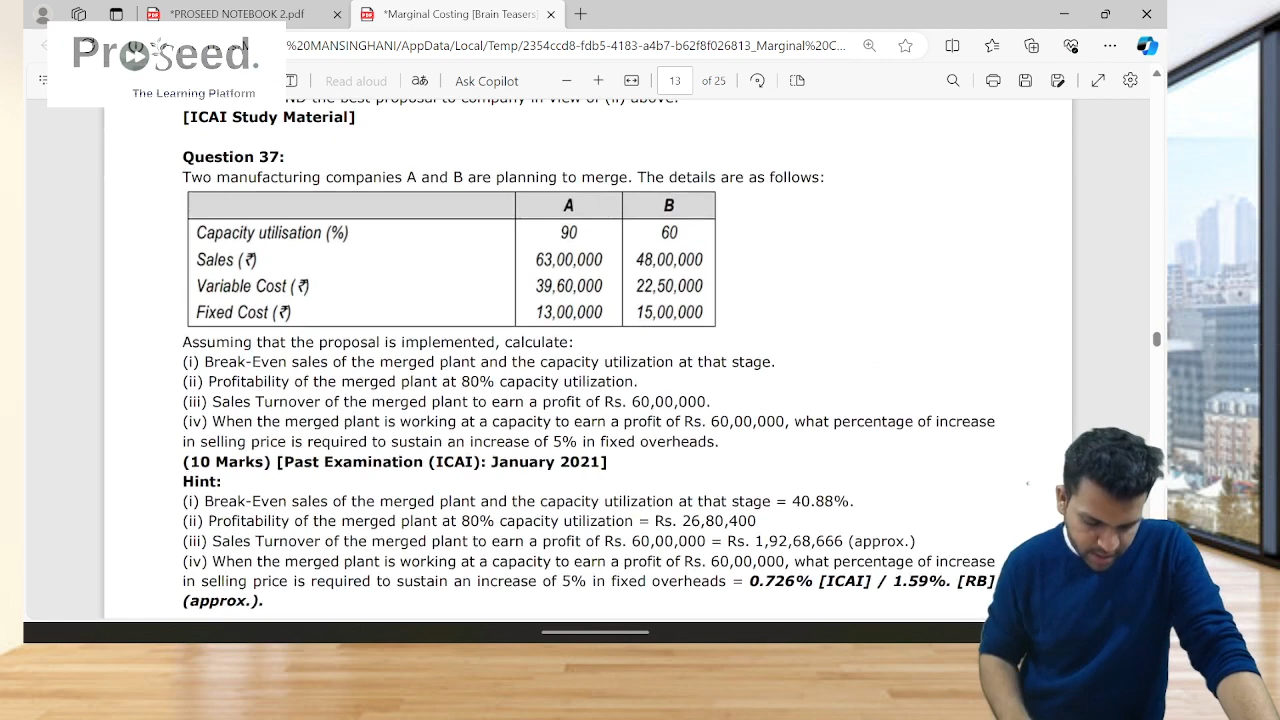 *PROSEED NOTEBOOK 2.pdf
*Marginal Costing [Brain Teasers]
Proseed.
The Learning Platform
%20MANSINGHANI/AppData/Local/Temp/2354ccd8-fdb5-4183-a4b7-b62f8f026813_Marginal%20C...
Read aloud
Ask Copilot
13 of 25
the best proposal to company in view of (ii) above.
[ICAI Study Material]
Question 37:
Two manufacturing companies A and B are planning to merge. The details are as follows:
A B
Capacity utilisation (%) 90 60
Sales (₹) 63,00,000 48,00,000
Variable Cost (₹) 39,60,000 22,50,000
Fixed Cost (₹) 13,00,000 15,00,000
Assuming that the proposal is implemented, calculate:
(i) Break-Even sales of the merged plant and the capacity utilization at that stage.
(ii) Profitability of the merged plant at 80% capacity utilization.
(iii) Sales Turnover of the merged plant to earn a profit of Rs. 60,00,000.
(iv) When the merged plant is working at a capacity to earn a profit of Rs. 60,00,000, what percentage of increase
in selling price is required to sustain an increase of 5% in fixed overheads.
(10 Marks) [Past Examination (ICAI): January 2021]
Hint:
(i) Break-Even sales of the merged plant and the capacity utilization at that stage = 40.88%.
(ii) Profitability of the merged plant at 80% capacity utilization = Rs. 26,80,400
(iii) Sales Turnover of the merged plant to earn a profit of Rs. 60,00,000 = Rs. 1,92,68,666 (approx.)
(iv) When the merged plant is working at a capacity to earn a profit of Rs. 60,00,000, what percentage of increase
in selling price is required to sustain an increase of 5% in fixed overheads = 0.726% [ICAI] / 1.59%. [RB]
(approx.).